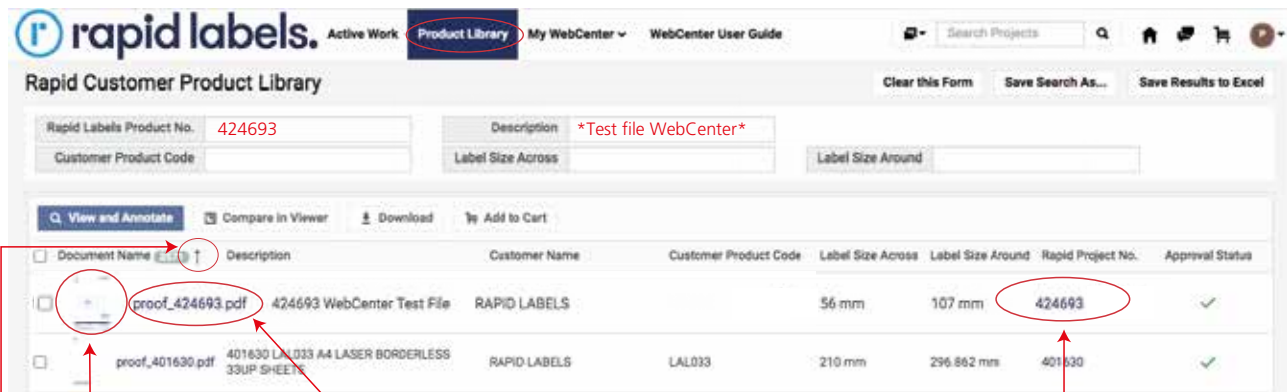 r rapid labels. Active Work Product Library My WebCenter WebCenter User Guide Search Projects P
Rapid Customer Product Library Clear this Form Save Search As... Save Results to Excel
Rapid Labels Product No. 424693 Description *Test file WebCenter*
Customer Product Code Label Size Across Label Size Around
View and Annotate Compare in Viewer Download Add to Cart
Document Name ↑ Description Customer Name Customer Product Code Label Size Across Label Size Around Rapid Project No. Approval Status
proof_424693.pdf 424693 WebCenter Test File RAPID LABELS 56 mm 107 mm 424693
proof_401630.pdf 401630 LAL033 A4 LASER BORDERLESS RAPID LABELS LAL033 210 mm 296.862 mm 401630
33UP SHEETS